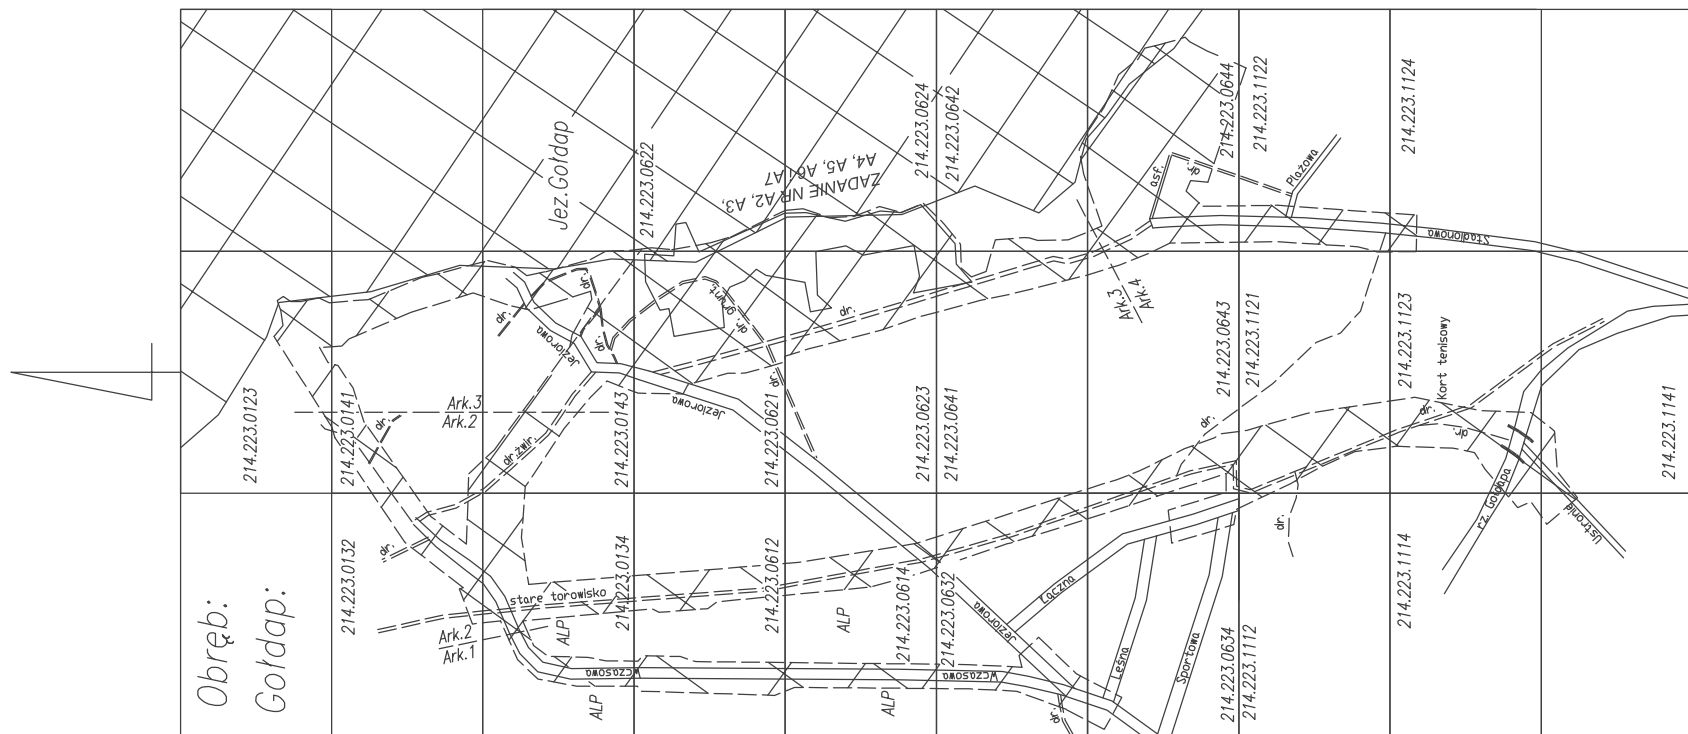 Obręb:
Gołdap:
Jez.Gołdap
ZADANIE NR A2, A3,
A4, A5, A6 i A7
214.223.0622
214.223.0624
214.223.0642
214.223.0644
214.223.1122
214.223.1124
asf.
dr.
Plażowa
Stadionowa
Ark.3
Ark.4
dr.
dr.
dr.
Jeziorowa
dr. grunt.
dr.
dr.
214.223.0123
214.223.0141
Ark.3
Ark.2
dr.
dr.żwir.
214.223.0143
Jeziorowa
214.223.0621
214.223.0623
214.223.0641
214.223.0643
214.223.1121
214.223.1123
Kort tenisowy
dr.
dr.
dr.
214.223.1141
rz. Gołdapa
Ustronie
dr.
dr.
214.223.0132
214.223.0134
214.223.0612
214.223.0614
214.223.0632
214.223.0634
214.223.1112
214.223.1114
stare torowisko
Ark.2
Ark.1
ALP
ALP
ALP
ALP
Wczasowa
Wczasowa
Jeziorowa
Łączna
Leśna
Sportowa
dr.